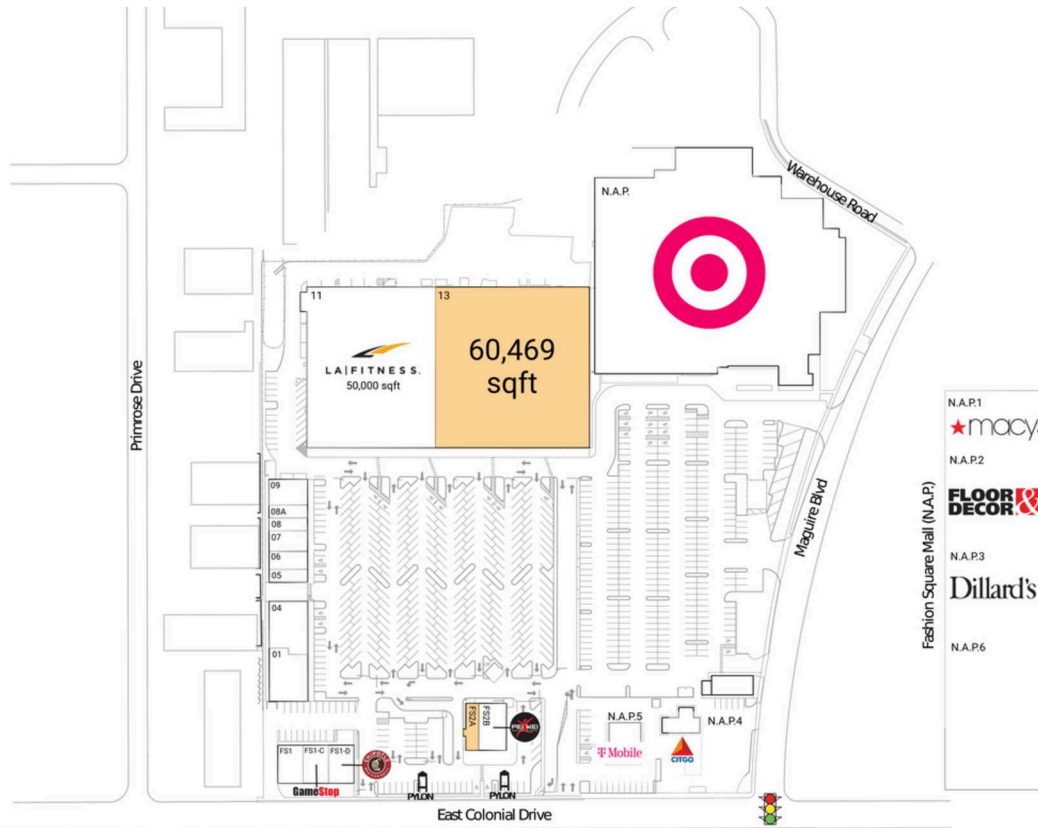 Warehouse Road
N.A.P.
11
13
LA|FITNESS.
50,000 sqft
60,469
sqft
Primrose Drive
Maguire Blvd
Fashion Square Mall (N.A.P.)
N.A.P.1
macy
N.A.P.2
FLOOR &
DECOR
N.A.P.3
Dillard's
N.A.P.6
09
08A
08
07
06
05
04
01
FS2A
FS2B
N.A.P.5
T Mobile
N.A.P.4
CITGO
FS1
FS1-C
FS1-D
CHIPOTLE
GameStop
PYLON
PYLON
East Colonial Drive